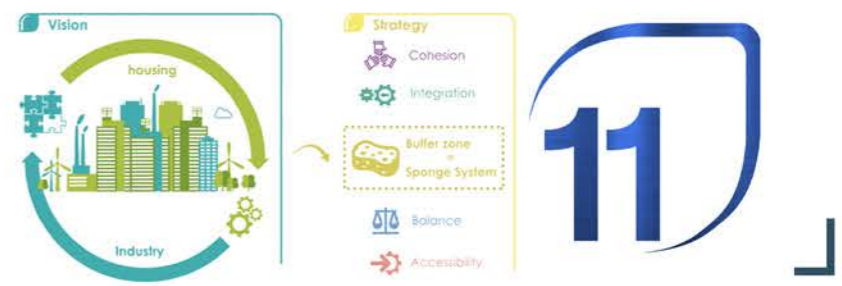 Vision
housing
Industry
Strategy
Cohesion
Integration
Buffer zone
=
Sponge System
Balance
Accessibility
11